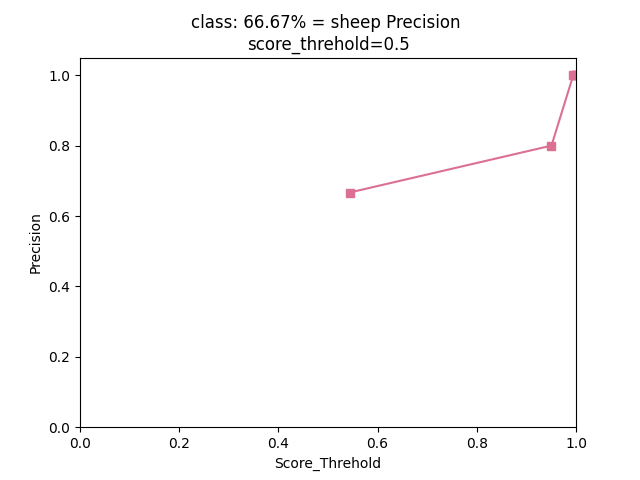 class: 66.67% = sheep Precision
score_threhold=0.5
1.0
0.8
0.6
0.4
0.2
0.0
Precision
0.0 0.2 0.4 0.6 0.8 1.0
Score_Threhold